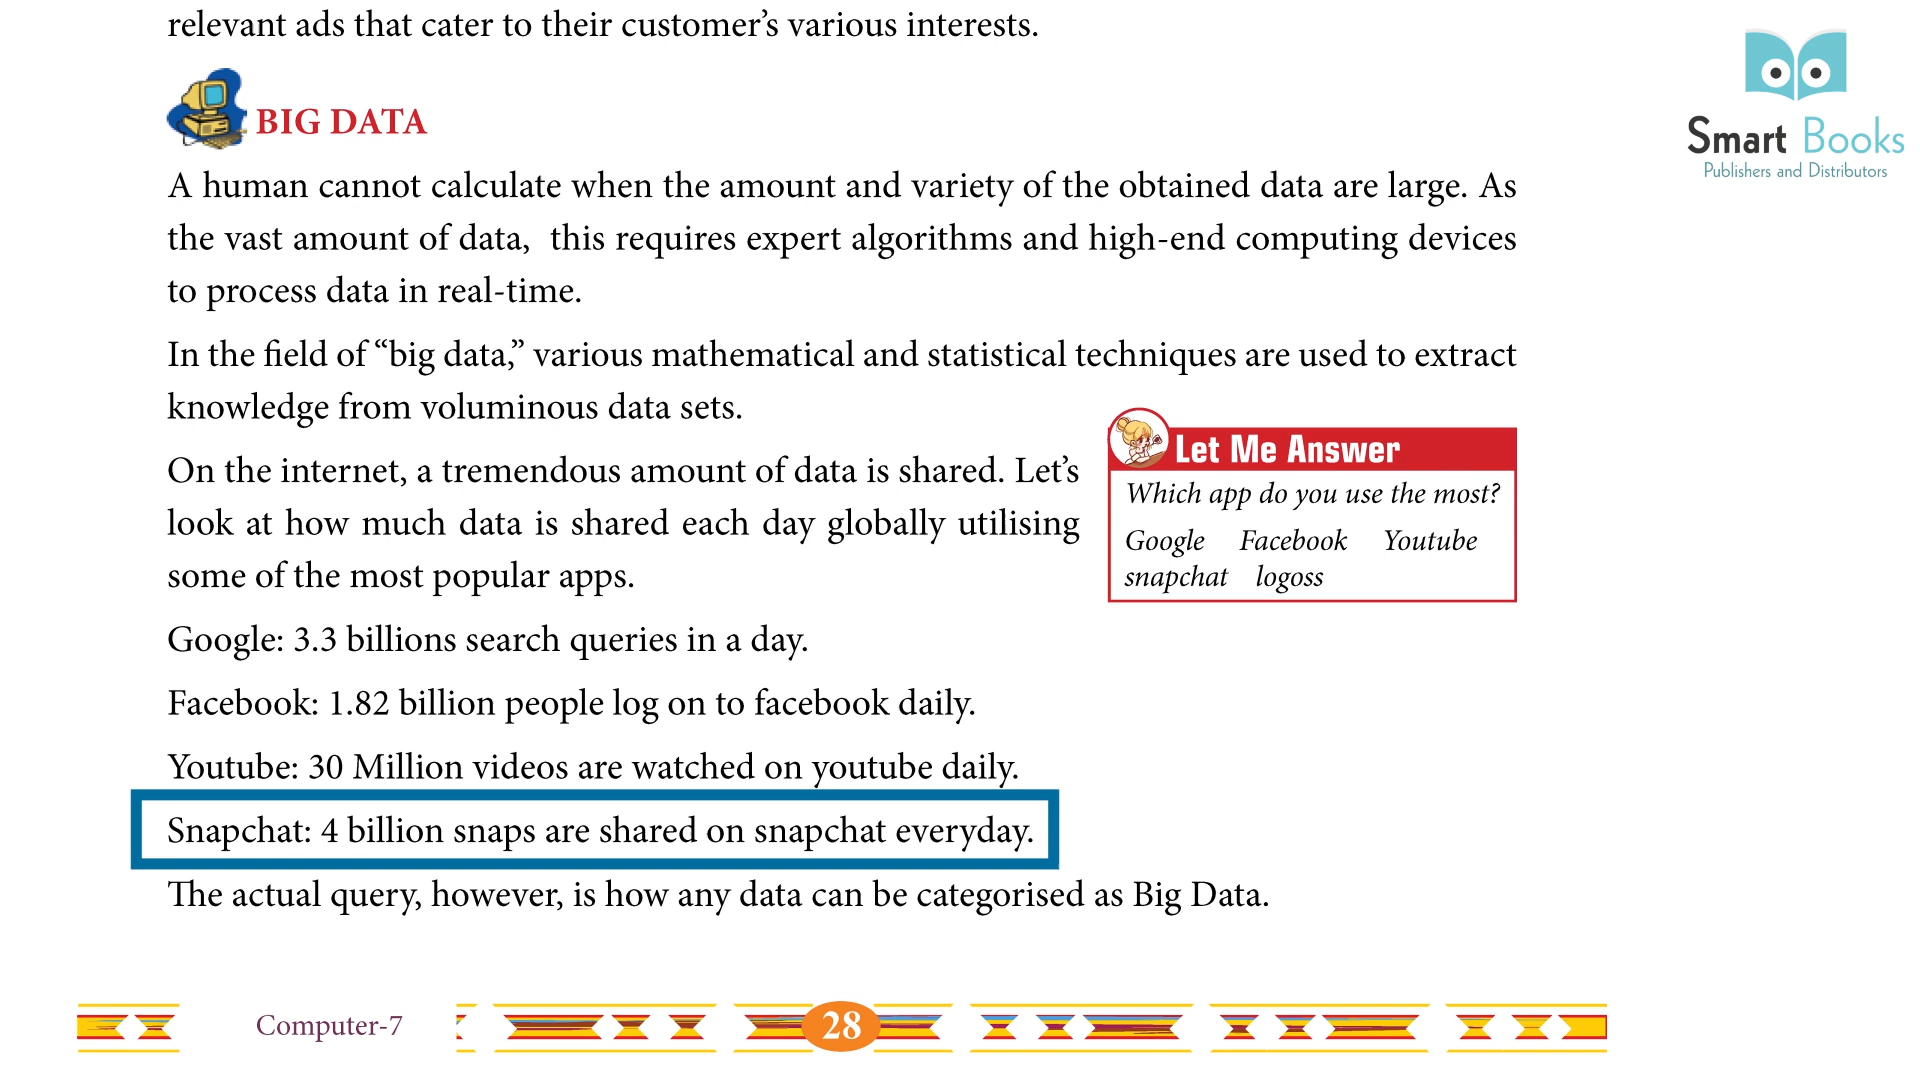 relevant ads that cater to their customer’s various interests.
Smart Books
Publishers and Distributors
BIG DATA
A human cannot calculate when the amount and variety of the obtained data are large. As
the vast amount of data, this requires expert algorithms and high-end computing devices
to process data in real-time.
In the field of “big data,” various mathematical and statistical techniques are used to extract
knowledge from voluminous data sets.
On the internet, a tremendous amount of data is shared. Let’s
look at how much data is shared each day globally utilising
some of the most popular apps.
Let Me Answer
Which app do you use the most?
Google Facebook Youtube
snapchat logoss
Google: 3.3 billions search queries in a day.
Facebook: 1.82 billion people log on to facebook daily.
Youtube: 30 Million videos are watched on youtube daily.
Snapchat: 4 billion snaps are shared on snapchat everyday.
The actual query, however, is how any data can be categorised as Big Data.
Computer-7
28